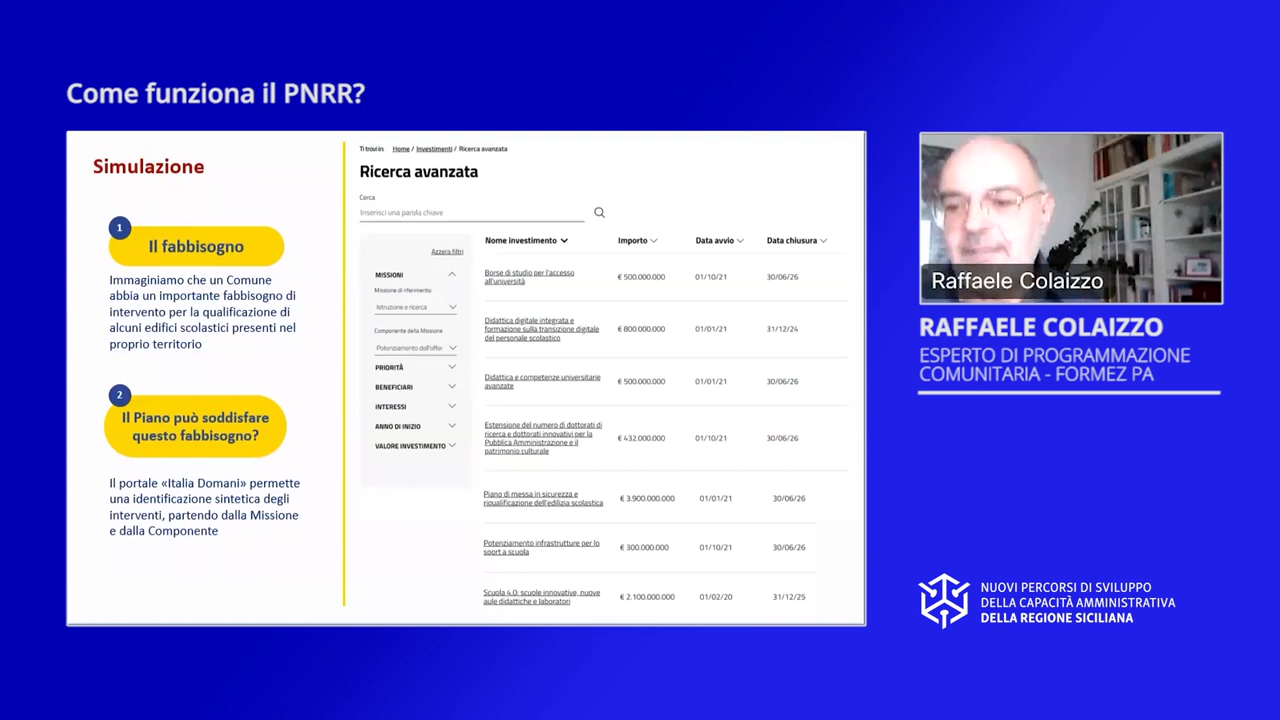 Come funziona il PNRR?
Simulazione
1
Il fabbisogno
Immaginiamo che un Comune
abbia un importante fabbisogno di
intervento per la qualificazione di
alcuni edifici scolastici presenti nel
proprio territorio
2
Il Piano può soddisfare
questo fabbisogno?
Il portale «Italia Domani» permette
una identificazione sintetica degli
interventi, partendo dalla Missione
e dalla Componente
Ti trovi in: Home / Investimenti / Ricerca avanzata
Ricerca avanzata
Cerca
Inserisci una parola chiave
Azzera filtri
MISSIONI
Missione di riferimento
Istruzione e ricerca
Componente della Missione
Potenziamento dell'offer
PRIORITÀ
BENEFICIARI
INTERESSI
ANNO DI INIZIO
VALORE INVESTIMENTO
Nome investimento Importo Data avvio Data chiusura
Borse di studio per l'accesso
all'università
€ 500.000.000 01/10/21 30/06/26
Didattica digitale integrata e
formazione sulla transizione digitale
del personale scolastico
€ 800.000.000 01/01/21 31/12/24
Didattica e competenze universitarie
avanzate
€ 500.000.000 01/01/21 30/06/26
Estensione del numero di dottorati di
ricerca e dottorati innovativi per la
Pubblica Amministrazione e il
patrimonio culturale
€ 432.000.000 01/10/21 30/06/26
Piano di messa in sicurezza e
riqualificazione dell'edilizia scolastica
€ 3.900.000.000 01/01/21 30/06/26
Potenziamento infrastrutture per lo
sport a scuola
€ 300.000.000 01/10/21 30/06/26
Scuola 4.0: scuole innovative, nuove
aule didattiche e laboratori
€ 2.100.000.000 01/02/20 31/12/25
Raffaele Colaizzo
RAFFAELE COLAIZZO
ESPERTO DI PROGRAMMAZIONE
COMUNITARIA - FORMEZ PA
NUOVI PERCORSI DI SVILUPPO
DELLA CAPACITÀ AMMINISTRATIVA
DELLA REGIONE SICILIANA